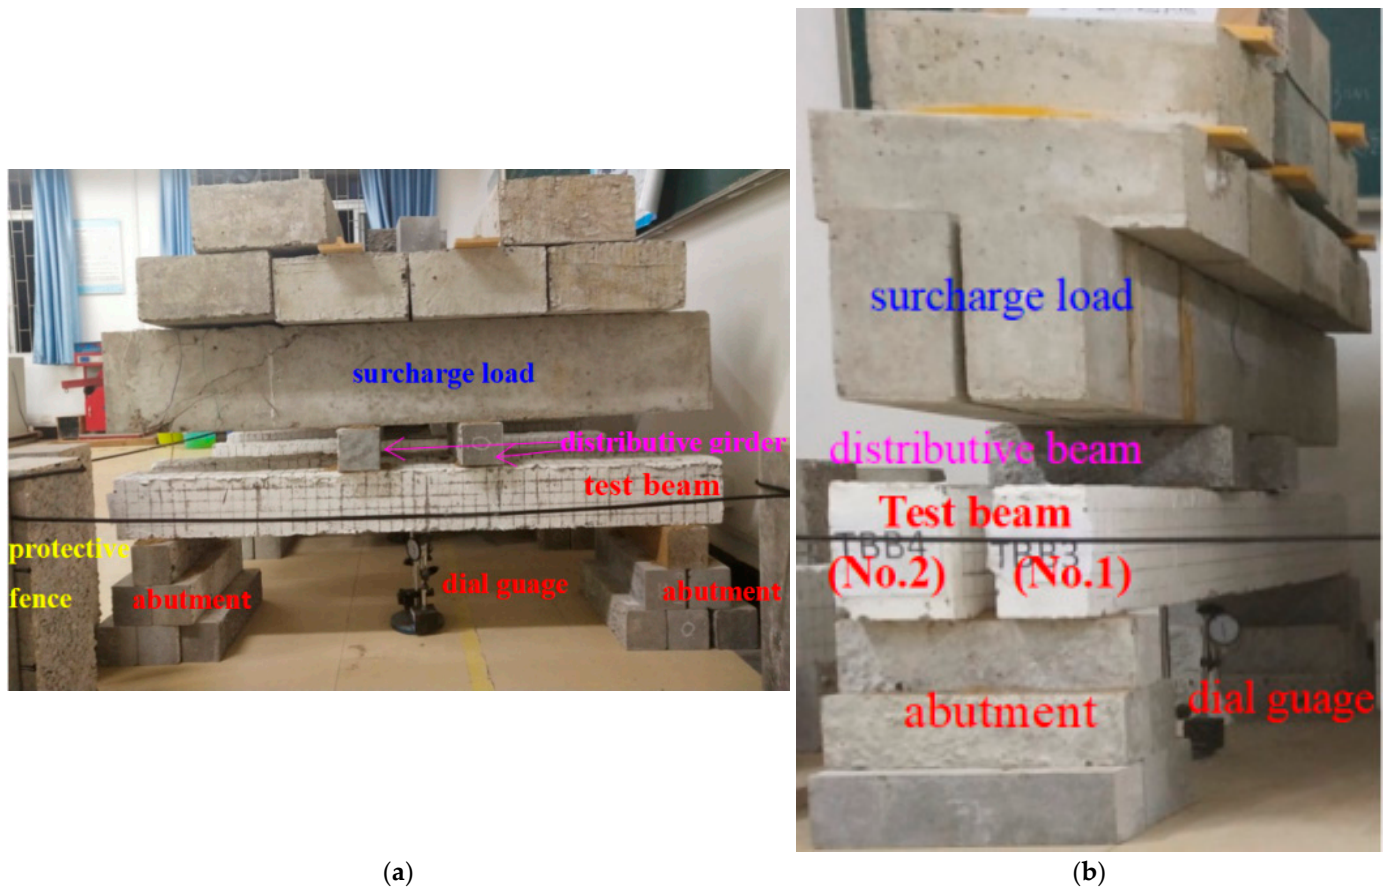 surcharge load
distributive girder
test beam
protective
fence
abutment
dial guage
abutment
(a)
surcharge load
distributive beam
Test beam
TBB4
TBB3
(No.2)
(No.1)
abutment
dial guage
(b)